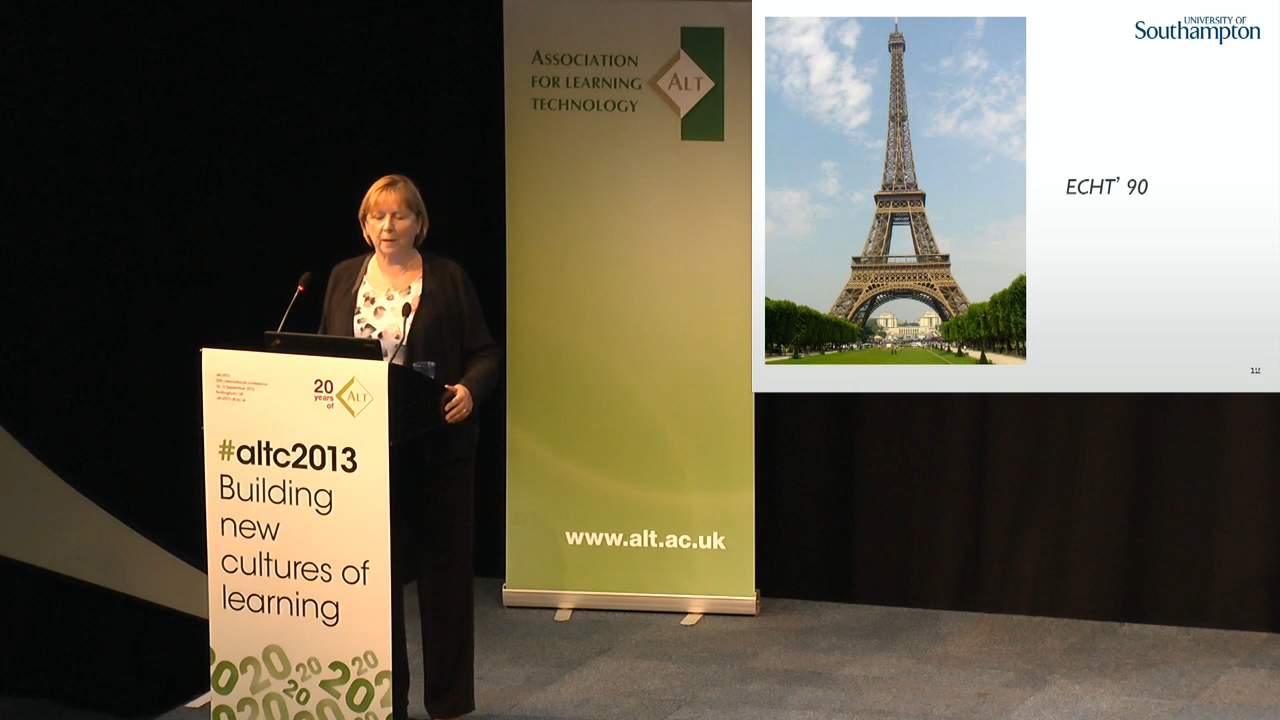 ASSOCIATION
FOR LEARNING
TECHNOLOGY
ALT
www.alt.ac.uk
UNIVERSITY OF
Southampton
ECHT' 90
12
20
years
of
ALT
#altc2013
Building
new
cultures of
learning